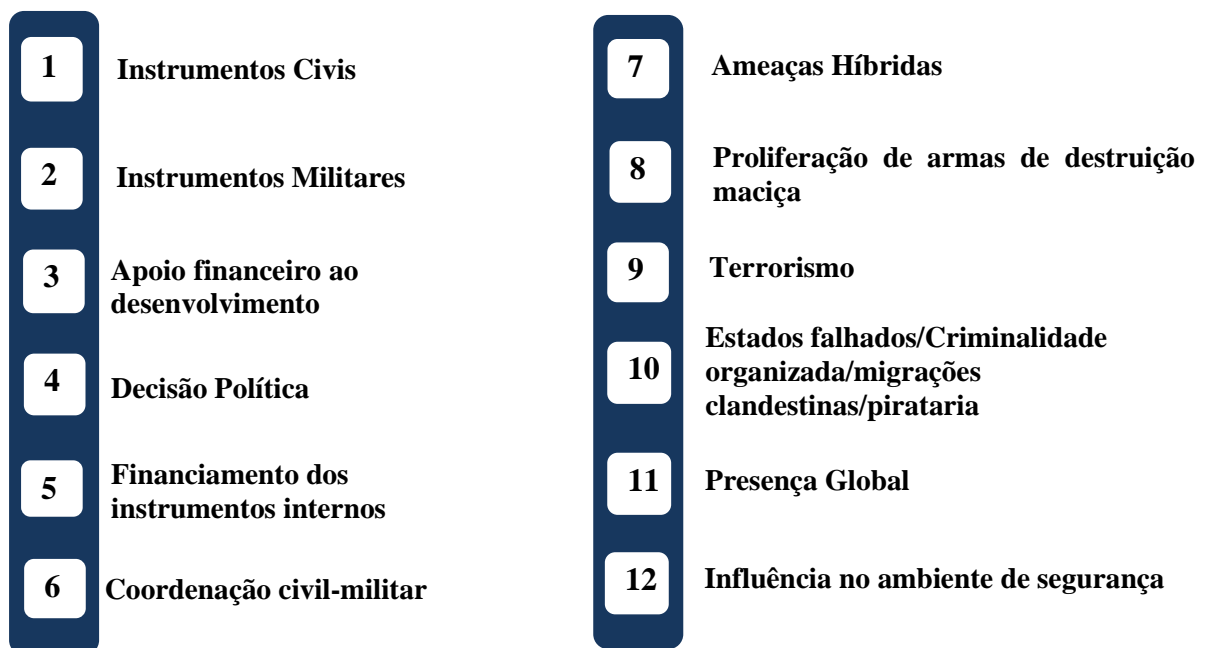 1 Instrumentos Civis
2 Instrumentos Militares
3 Apoio financeiro ao
desenvolvimento
4 Decisão Política
5 Financiamento dos
instrumentos internos
6 Coordenação civil-militar
7 Ameaças Híbridas
8 Proliferação de armas de destruição
maciça
9 Terrorismo
Estados falhados/Criminalidade
10 organizada/migrações
clandestinas/pirataria
11 Presença Global
12 Influência no ambiente de segurança